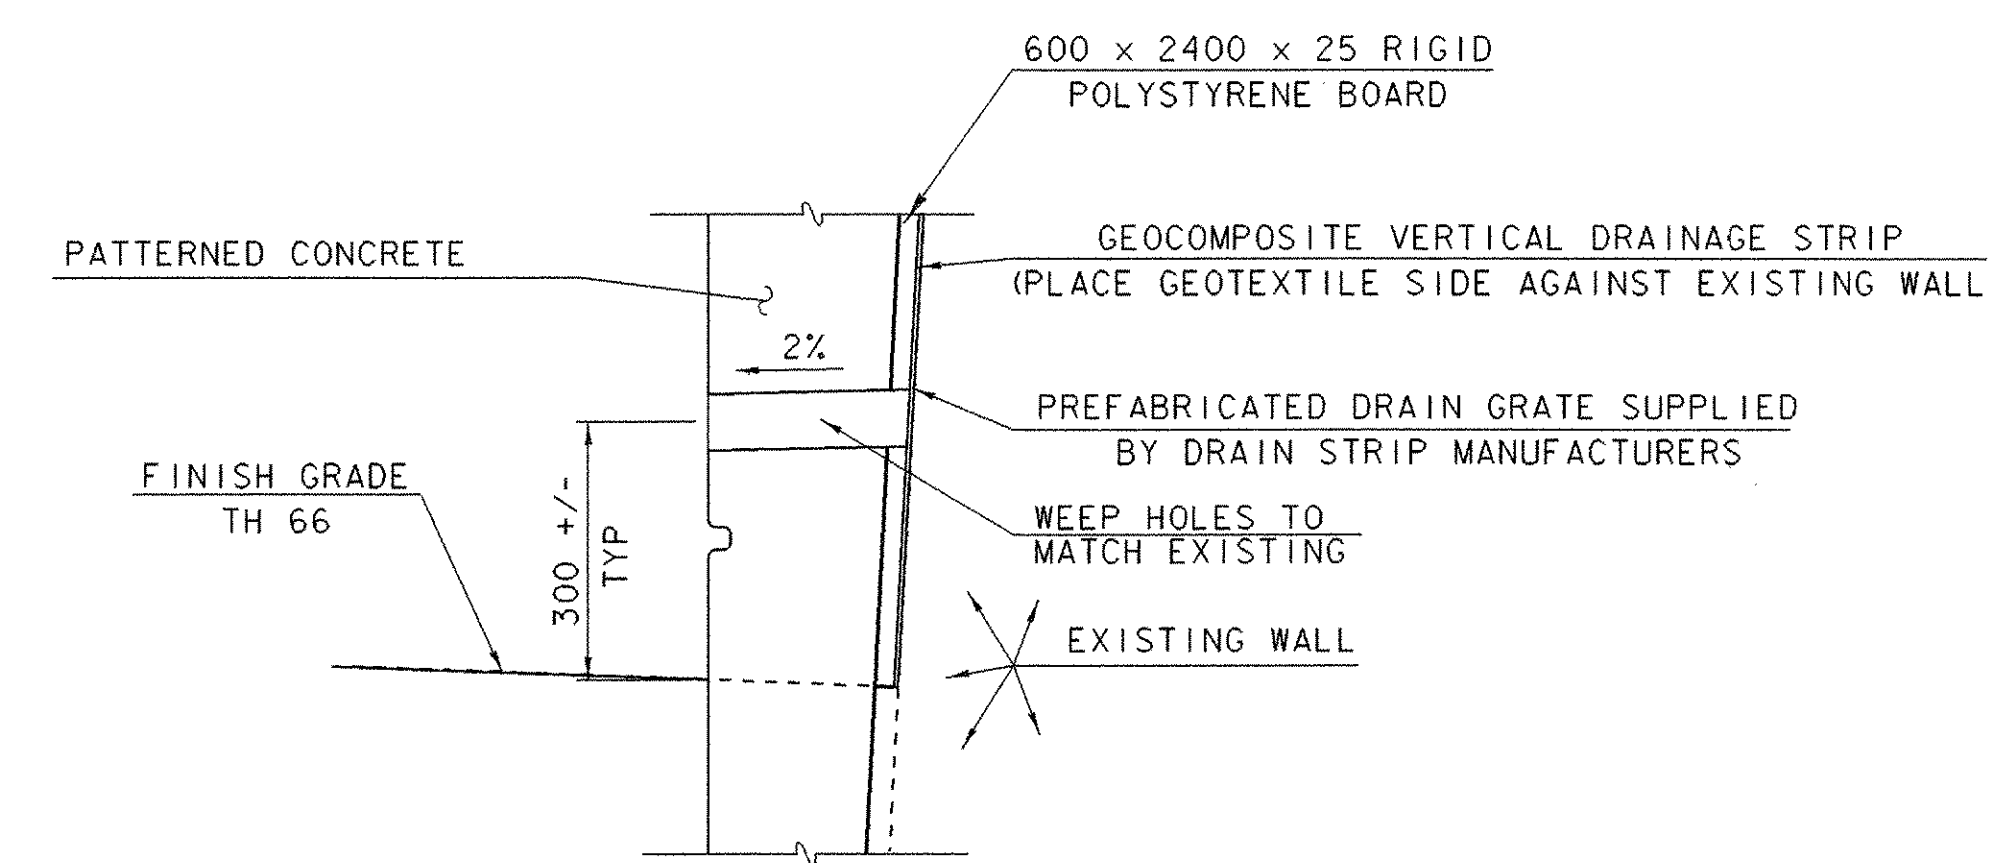 600 x 2400 x 25 RIGID
POLYSTYRENE BOARD
PATTERNED CONCRETE
GEOCOMPOSITE VERTICAL DRAINAGE STRIP
(PLACE GEOTEXTILE SIDE AGAINST EXISTING WALL
2%
PREFABRICATED DRAIN GRATE SUPPLIED
BY DRAIN STRIP MANUFACTURERS
FINISH GRADE
TH 66
300 +/-
TYP
WEEP HOLES TO
MATCH EXISTING
EXISTING WALL